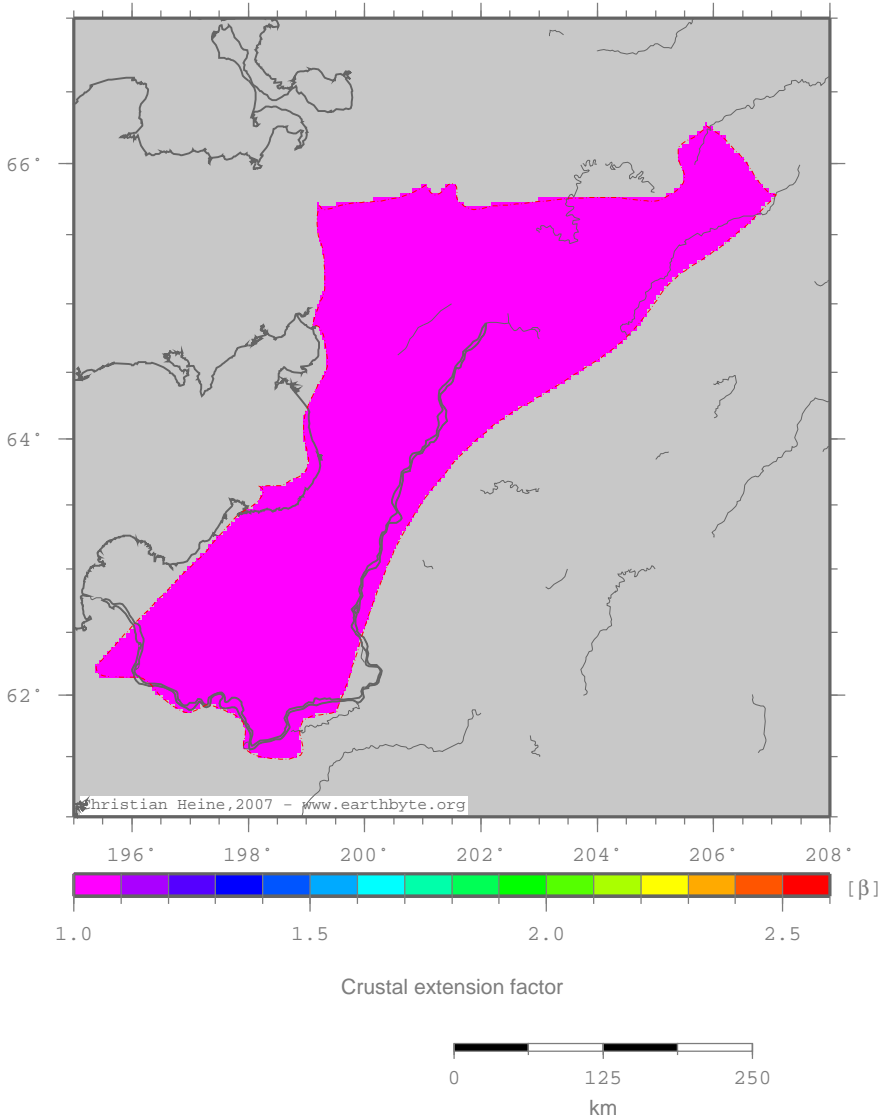 66°
64°
62°
Christian Heine,2007 - www.earthbyte.org
196° 198° 200° 202° 204° 206° 208°
[β]
1.0 1.5 2.0 2.5
Crustal extension factor
0 125 250
km